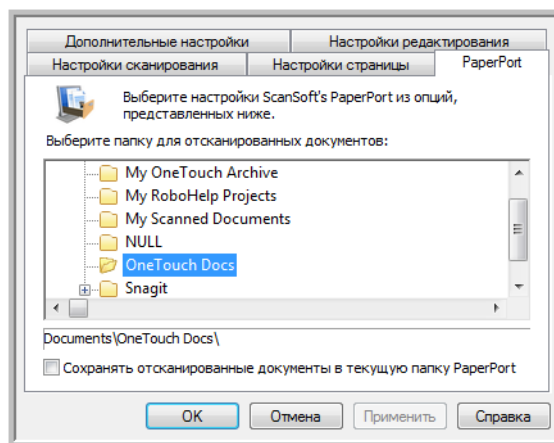 Дополнительные настройки
Настройки редактирования
Настройки сканирования
Настройки страницы
PaperPort
Выберите настройки ScanSoft's PaperPort из опций,
представленных ниже.
Выберите папку для отсканированных документов:
My OneTouch Archive
My RoboHelp Projects
My Scanned Documents
NULL
OneTouch Docs
Snagit
Documents\OneTouch Docs\
Сохранять отсканированные документы в текущую папку PaperPort
OK
Отмена
Применить
Справка